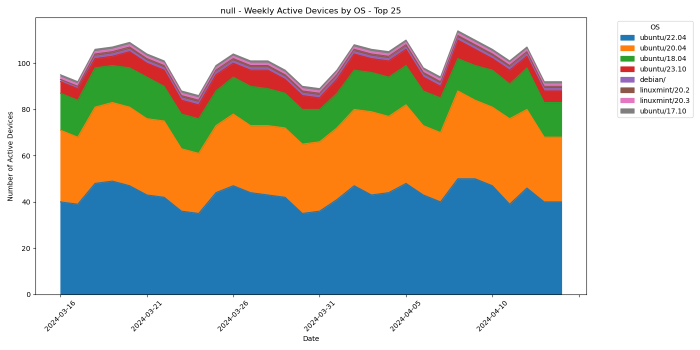 null - Weekly Active Devices by OS - Top 25
OS
ubuntu/22.04
ubuntu/20.04
ubuntu/18.04
ubuntu/23.10
debian/
linuxmint/20.2
linuxmint/20.3
ubuntu/17.10
Number of Active Devices
100
80
60
40
20
0
2024-03-16
2024-03-21
2024-03-26
2024-03-31
2024-04-05
2024-04-10
Date